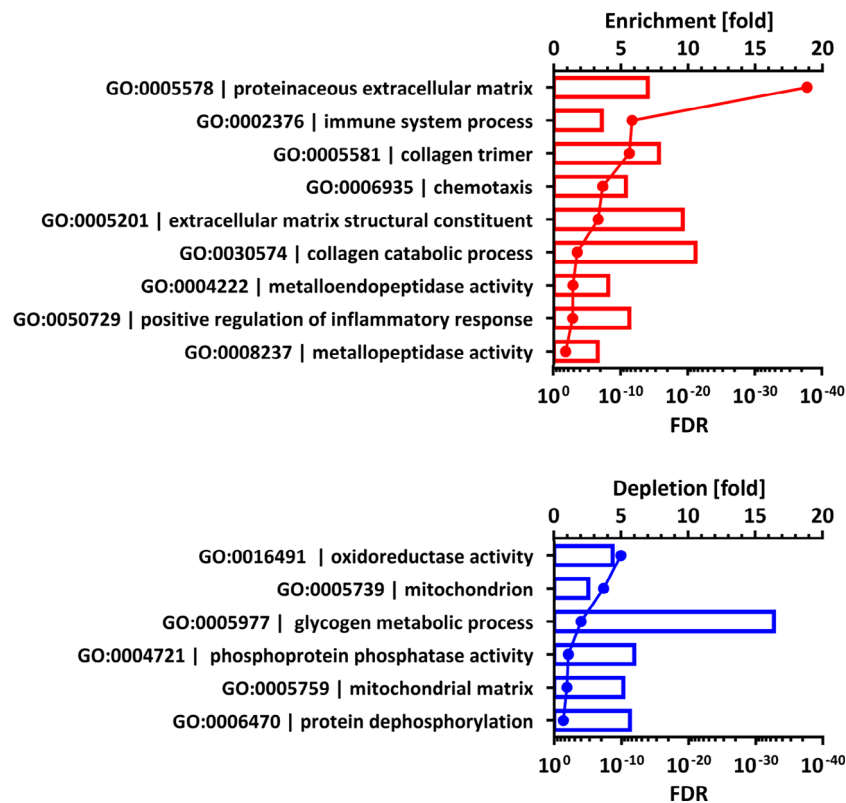 Enrichment [fold]
0 5 10 15 20
GO:0005578 | proteinaceous extracellular matrix
GO:0002376 | immune system process
GO:0005581 | collagen trimer
GO:0006935 | chemotaxis
GO:0005201 | extracellular matrix structural constituent
GO:0030574 | collagen catabolic process
GO:0004222 | metalloendopeptidase activity
GO:0050729 | positive regulation of inflammatory response
GO:0008237 | metallopeptidase activity
10⁰ 10⁻¹⁰ 10⁻²⁰ 10⁻³⁰ 10⁻⁴⁰
FDR
Depletion [fold]
0 5 10 15 20
GO:0016491 | oxidoreductase activity
GO:0005739 | mitochondrion
GO:0005977 | glycogen metabolic process
GO:0004721 | phosphoprotein phosphatase activity
GO:0005759 | mitochondrial matrix
GO:0006470 | protein dephosphorylation
10⁰ 10⁻¹⁰ 10⁻²⁰ 10⁻³⁰ 10⁻⁴⁰
FDR